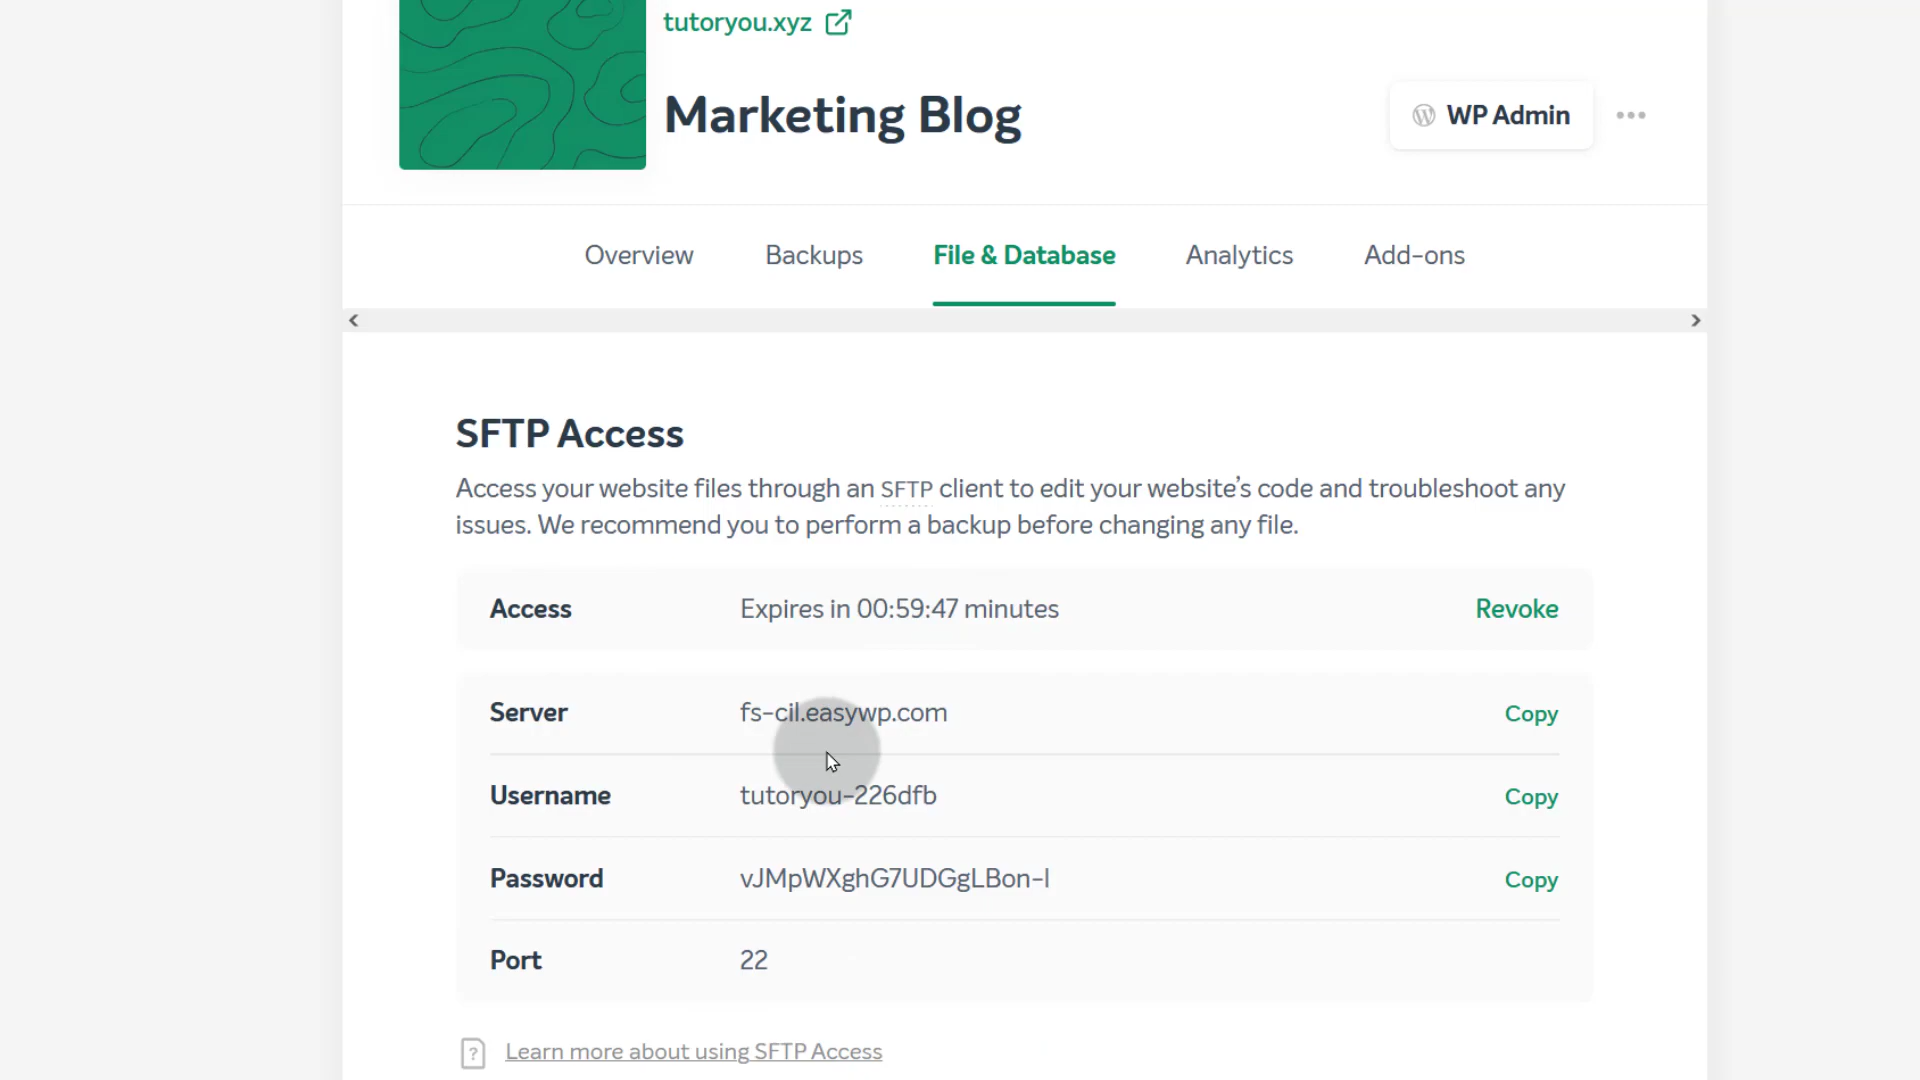 tutoryou.xyz
Marketing Blog
WP Admin
Overview Backups File & Database Analytics Add-ons
SFTP Access
Access your website files through an SFTP client to edit your website's code and troubleshoot any
issues. We recommend you to perform a backup before changing any file.
Access Expires in 00:59:47 minutes Revoke
Server fs-cil.easywp.com Copy
Username tutoryou-226dfb Copy
Password vJMpWXghG7UDGgLBon-l Copy
Port 22
Learn more about using SFTP Access